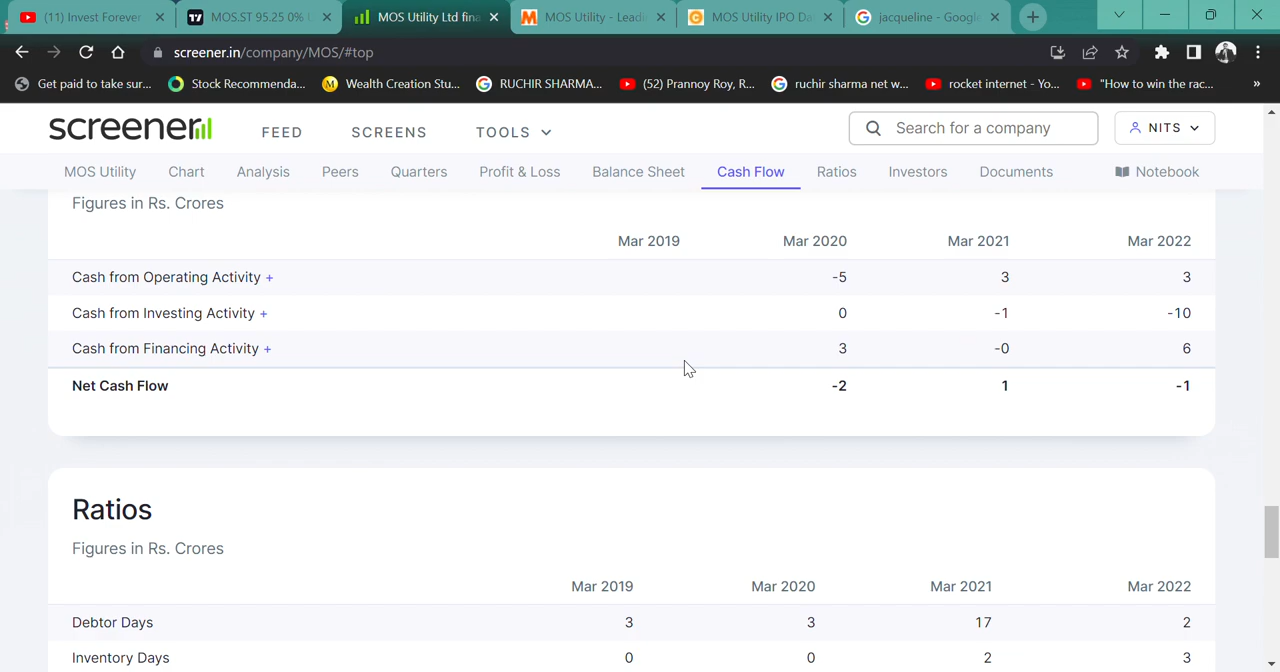 (11) Invest Forever
MOS.ST 95.25 0%
MOS Utility Ltd fina
MOS Utility - Leadi
MOS Utility IPO Da
jacqueline - Google
screener.in/company/MOS/#top
Get paid to take sur...
Stock Recommenda...
Wealth Creation Stu...
RUCHIR SHARMA...
(52) Prannoy Roy, R...
ruchir sharma net w...
rocket internet - Yo...
"How to win the rac...
»
screener
FEED
SCREENS
TOOLS
Search for a company
NITS
MOS Utility
Chart
Analysis
Peers
Quarters
Profit & Loss
Balance Sheet
Cash Flow
Ratios
Investors
Documents
Notebook
Figures in Rs. Crores
Mar 2019 Mar 2020 Mar 2021 Mar 2022
Cash from Operating Activity + -5 3 3
Cash from Investing Activity + 0 -1 -10
Cash from Financing Activity + 3 -0 6
Net Cash Flow -2 1 -1
Ratios
Figures in Rs. Crores
Mar 2019 Mar 2020 Mar 2021 Mar 2022
Debtor Days 3 3 17 2
Inventory Days 0 0 2 3